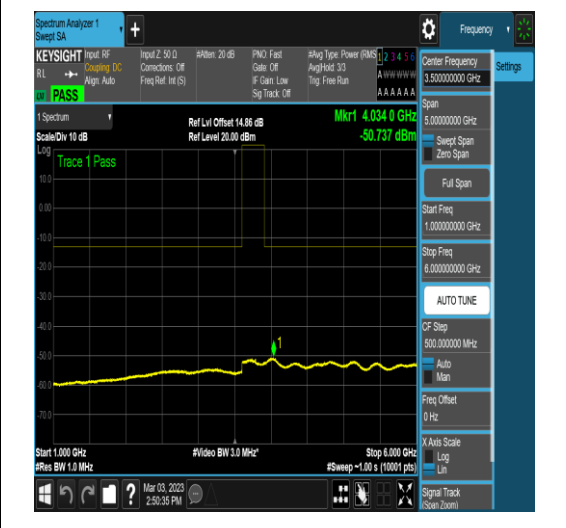 Spectrum Analyzer 1
Swept SA
+
Frequency
KEYSIGHT
RL
PASS
Input: RF
Coupling: DC
Align: Auto
Input Z: 50 Ω
Corrections: Off
Freq Ref: Int (S)
#Atten: 20 dB
PNO: Fast
Gate: Off
IF Gain: Low
Sig Track: Off
#Avg Type: Power (RMS)
Avg|Hold: 3/3
Trig: Free Run
1 2 3 4 5 6
A W W W W W
A A A A A A
1 Spectrum
Scale/Div 10 dB
Ref Lvl Offset 14.86 dB
Ref Level 20.00 dBm
Mkr1 4.034 0 GHz
-50.737 dBm
Log
Trace 1 Pass
10.0
0.00
-10.0
-20.0
-30.0
-40.0
-50.0
-60.0
-70.0
1
Start 1.000 GHz
#Res BW 1.0 MHz
#Video BW 3.0 MHz*
Stop 6.000 GHz
#Sweep ~1.00 s (10001 pts)
Mar 03, 2023
2:50:35 PM
?
Center Frequency
3.500000000 GHz
Settings
Span
5.00000000 GHz
Swept Span
Zero Span
Full Span
Start Freq
1.000000000 GHz
Stop Freq
6.000000000 GHz
AUTO TUNE
CF Step
500.000000 MHz
Auto
Man
Freq Offset
0 Hz
X Axis Scale
Log
Lin
Signal Track
(Span Zoom)